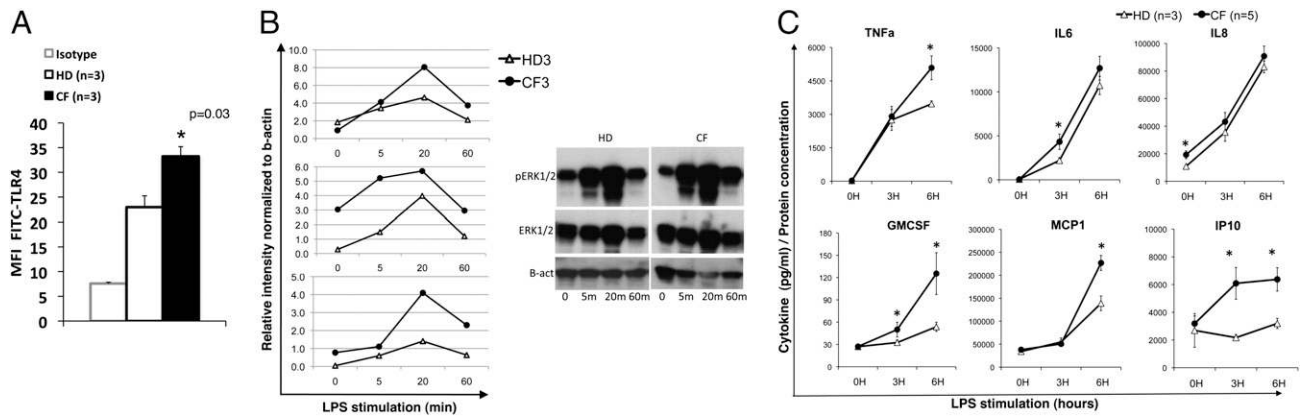 A
Isotype
HD (n=3)
CF (n=3)
p=0.03
*
MFI FITC-TLR4
40
35
30
25
20
15
10
5
0
B
Relative intensity normalized to b-actin
10.0
8.0
6.0
4.0
2.0
0.0
0 5 20 60
6.0
5.0
4.0
3.0
2.0
1.0
0.0
0 5 20 60
6.0
4.0
2.0
0.0
0 5 20 60
LPS stimulation (min)
HD3
CF3
HD CF
pERK1/2
ERK1/2
B-act
0 5m 20m 60m 0 5m 20m 60m
C
HD (n=3) CF (n=5)
Cytokine (pg/ml) / Protein concentration
TNFa
6000
4500
3000
1500
0
*
0H 3H 6H
IL6
15000
10000
5000
0
*
0H 3H 6H
IL8
100000
80000
60000
40000
20000
0
*
0H 3H 6H
GMCSF
150
120
90
60
30
0
* *
0H 3H 6H
MCP1
300000
250000
200000
150000
100000
50000
0
*
0H 3H 6H
IP10
10000
8000
6000
4000
2000
0
* *
0H 3H 6H
LPS stimulation (hours)